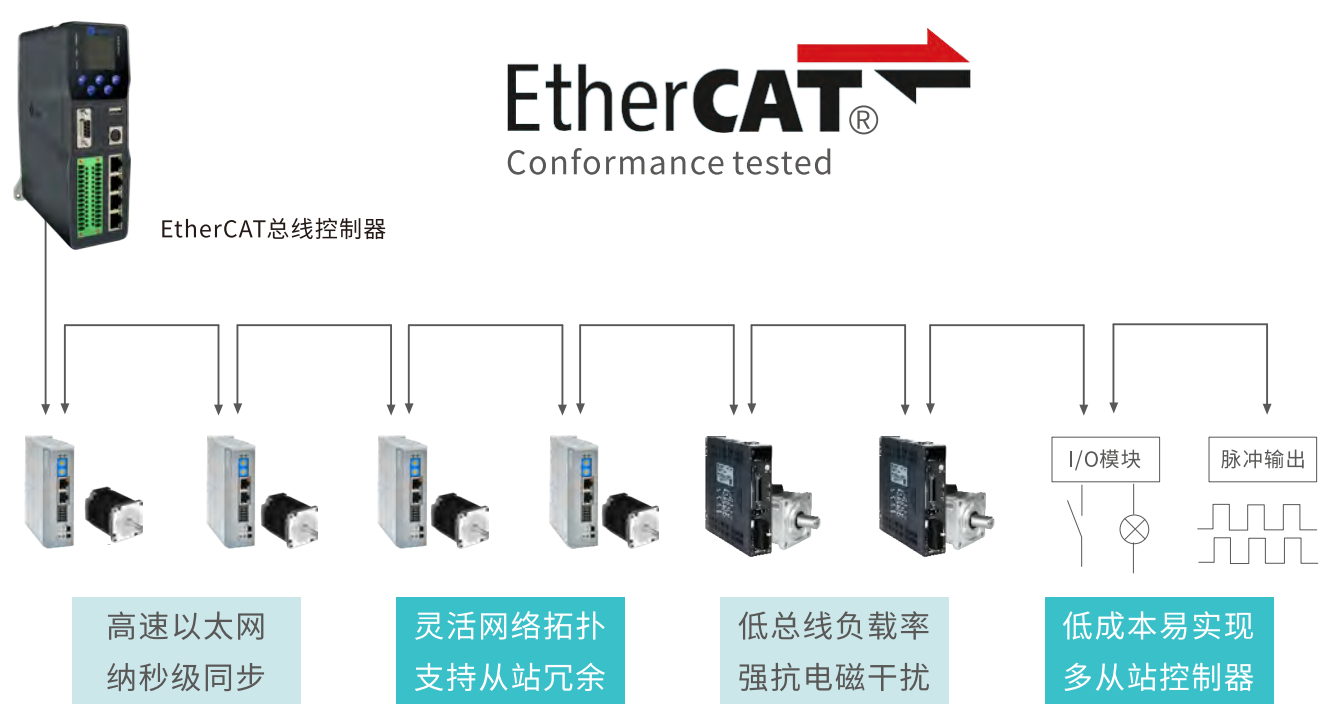 EtherCAT®
Conformance tested
EtherCAT总线控制器
I/O模块
脉冲输出
高速以太网
纳秒级同步
灵活网络拓扑
支持从站冗余
低总线负载率
强抗电磁干扰
低成本易实现
多从站控制器